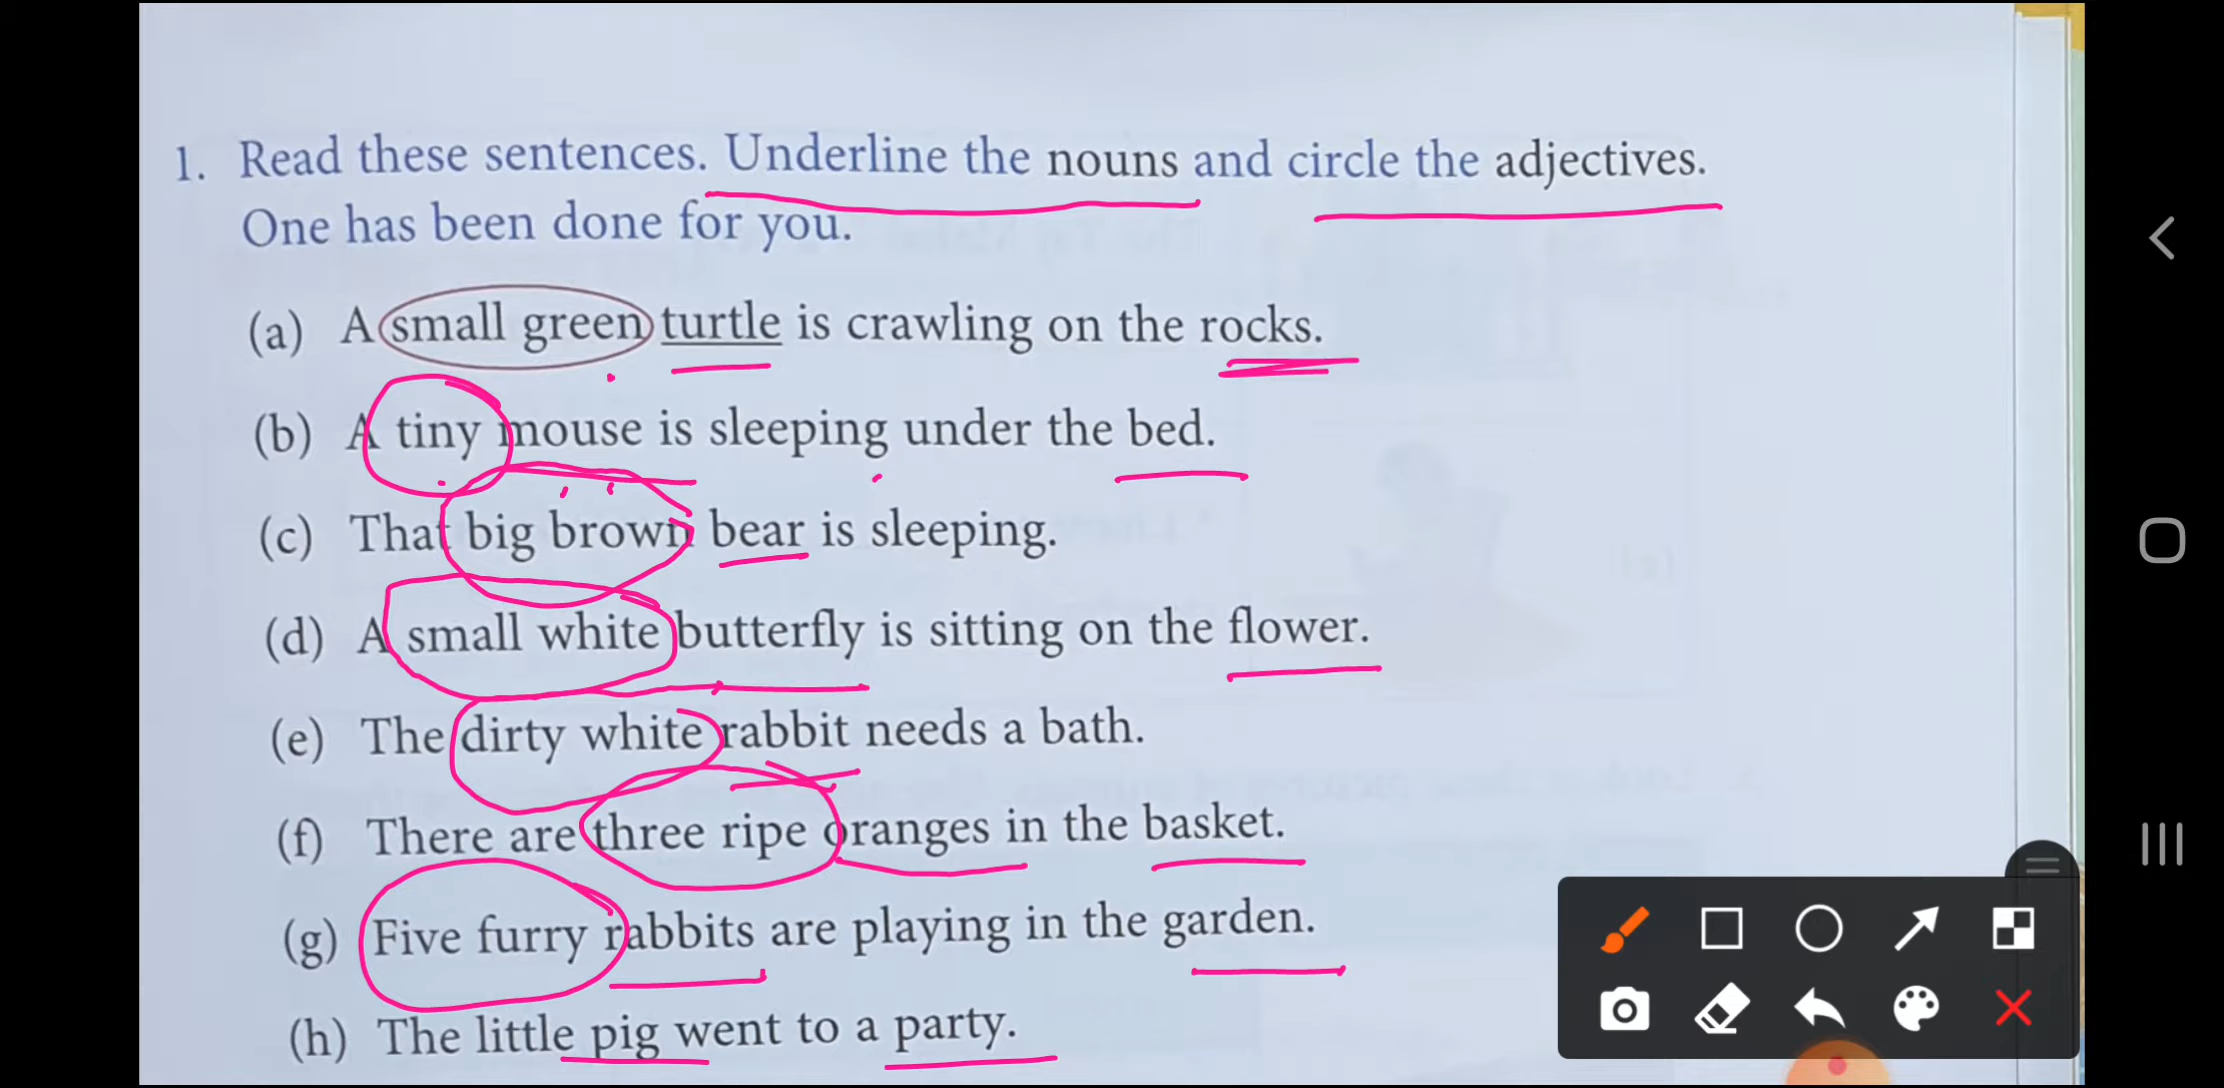 1. Read these sentences. Underline the nouns and circle the adjectives.
One has been done for you.
(a) A small green turtle is crawling on the rocks.
(b) A tiny mouse is sleeping under the bed.
(c) That big brown bear is sleeping.
(d) A small white butterfly is sitting on the flower.
(e) The dirty white rabbit needs a bath.
(f) There are three ripe oranges in the basket.
(g) Five furry rabbits are playing in the garden.
(h) The little pig went to a party.